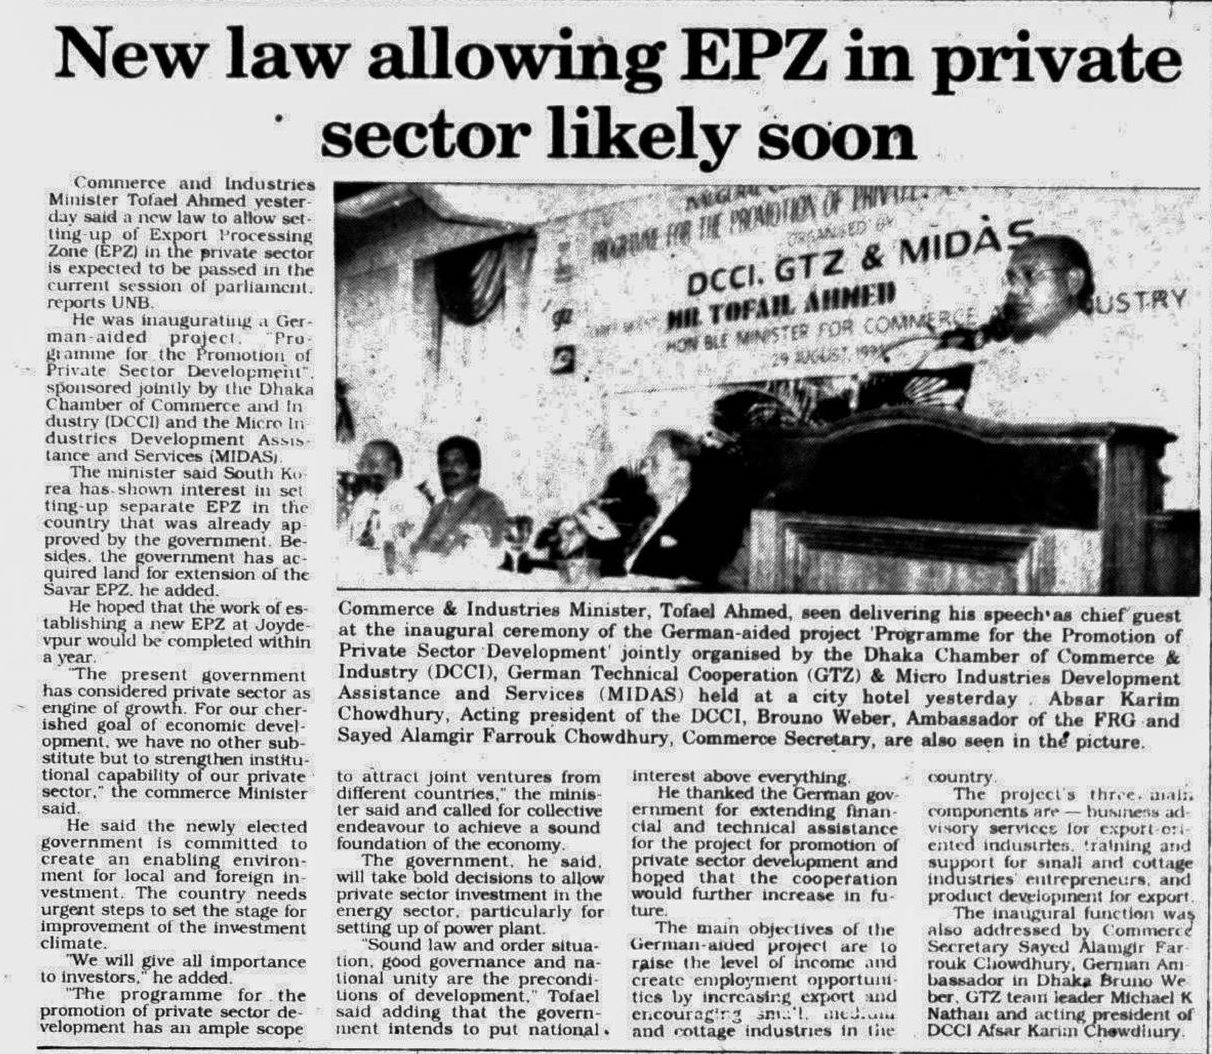 New law allowing EPZ in private
sector likely soon
Commerce and Industries
Minister Tofael Ahmed yester-
day said a new law to allow set-
ting-up of Export Processing
Zone (EPZ) in the private sector
is expected to be passed in the
current session of parliament,
reports UNB.
He was inaugurating a Ger-
man-aided project, "Pro-
gramme for the Promotion of
Private Sector Development",
sponsored jointly by the Dhaka
Chamber of Commerce and In
dustry (DCCI) and the Micro In
dustries Development Assis-
tance and Services (MIDAS).
The minister said South Ko-
rea has shown interest in set
ting-up separate EPZ in the
country that was already ap-
proved by the government. Be-
sides, the government has ac-
quired land for extension of the
Savar EPZ, he added.
He hoped that the work of es-
tablishing a new EPZ at Joyde-
vpur would be completed within
a year.
"The present government
has considered private sector as
engine of growth. For our cher-
ished goal of economic devel-
opment, we have no other sub-
stitute but to strengthen institu-
tional capability of our private
sector," the commerce Minister
said.
He said the newly elected
government is committed to
create an enabling environ-
ment for local and foreign in-
vestment. The country needs
urgent steps to set the stage for
improvement of the investment
climate.
"We will give all importance
to investors," he added.
"The programme for the
promotion of private sector de-
velopment has an ample scope
PROGRAMME FOR THE PROMOTION OF PRIVATE
ORGANISED BY
DCCI, GTZ & MIDAS
MR TOFAIL AHMED
HON'BLE MINISTER FOR COMMERCE USTRY
29 AUGUST, 199
Commerce & Industries Minister, Tofael Ahmed, seen delivering his speech as chief guest
at the inaugural ceremony of the German-aided project 'Programme for the Promotion of
Private Sector Development' jointly organised by the Dhaka Chamber of Commerce &
Industry (DCCI), German Technical Cooperation (GTZ) & Micro Industries Development
Assistance and Services (MIDAS) held at a city hotel yesterday . Absar Karim
Chowdhury, Acting president of the DCCI, Brouno Weber, Ambassador of the FRG and
Sayed Alamgir Farrouk Chowdhury, Commerce Secretary, are also seen in the picture.
to attract joint ventures from
different countries," the minis-
ter said and called for collective
endeavour to achieve a sound
foundation of the economy.
The government, he said,
will take bold decisions to allow
private sector investment in the
energy sector, particularly for
setting up of power plant.
"Sound law and order situa-
tion, good governance and na-
tional unity are the precondi-
tions of development," Tofael
said adding that the govern-
ment intends to put national
interest above everything.
He thanked the German gov-
ernment for extending finan-
cial and technical assistance
for the project for promotion of
private sector development and
hoped that the cooperation
would further increase in fu-
ture.
The main objectives of the
German-aided project are to
raise the level of income and
create employment opportuni-
ties by increasing export and
encouraging small, medium
and cottage industries in the
country.
The project's three main
components are — business ad-
visory services for export-ori-
ented industries, training and
support for small and cottage
industries' entrepreneurs, and
product development for export.
The inaugural function was
also addressed by Commerce
Secretary Sayed Alamgir Far-
rouk Chowdhury, German Am-
bassador in Dhaka Bruno We-
ber, GTZ team leader Michael K
Nathan and acting president of
DCCI Afsar Karim Chowdhury.